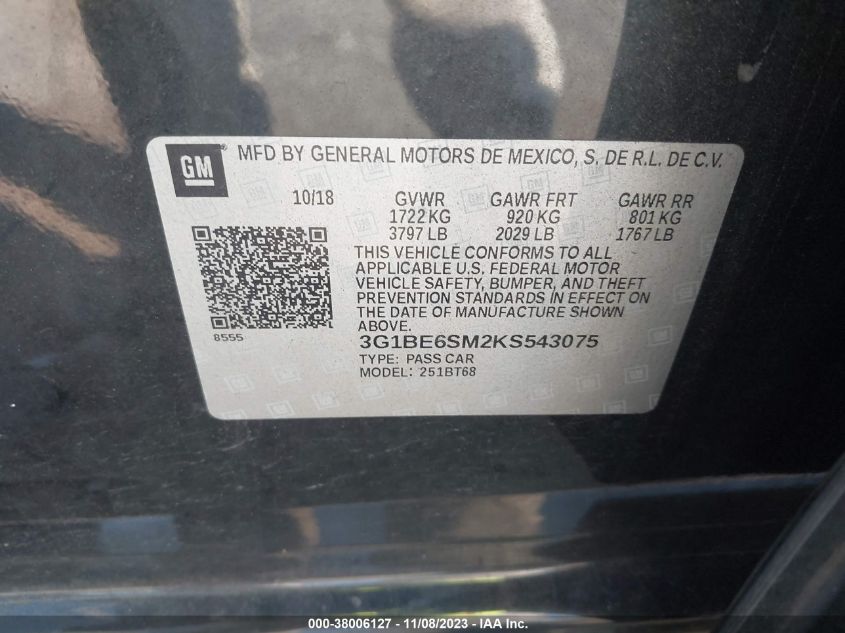 GM
MFD BY GENERAL MOTORS DE MEXICO, S. DE R.L. DE C.V.
10/18 GVWR GAWR FRT GAWR RR
1722 KG 920 KG 801 KG
3797 LB 2029 LB 1767 LB
THIS VEHICLE CONFORMS TO ALL
APPLICABLE U.S. FEDERAL MOTOR
VEHICLE SAFETY, BUMPER, AND THEFT
PREVENTION STANDARDS IN EFFECT ON
THE DATE OF MANUFACTURE SHOWN
ABOVE.
8555
3G1BE6SM2KS543075
TYPE: PASS CAR
MODEL: 251BT68
000-38006127 - 11/08/2023 - IAA Inc.